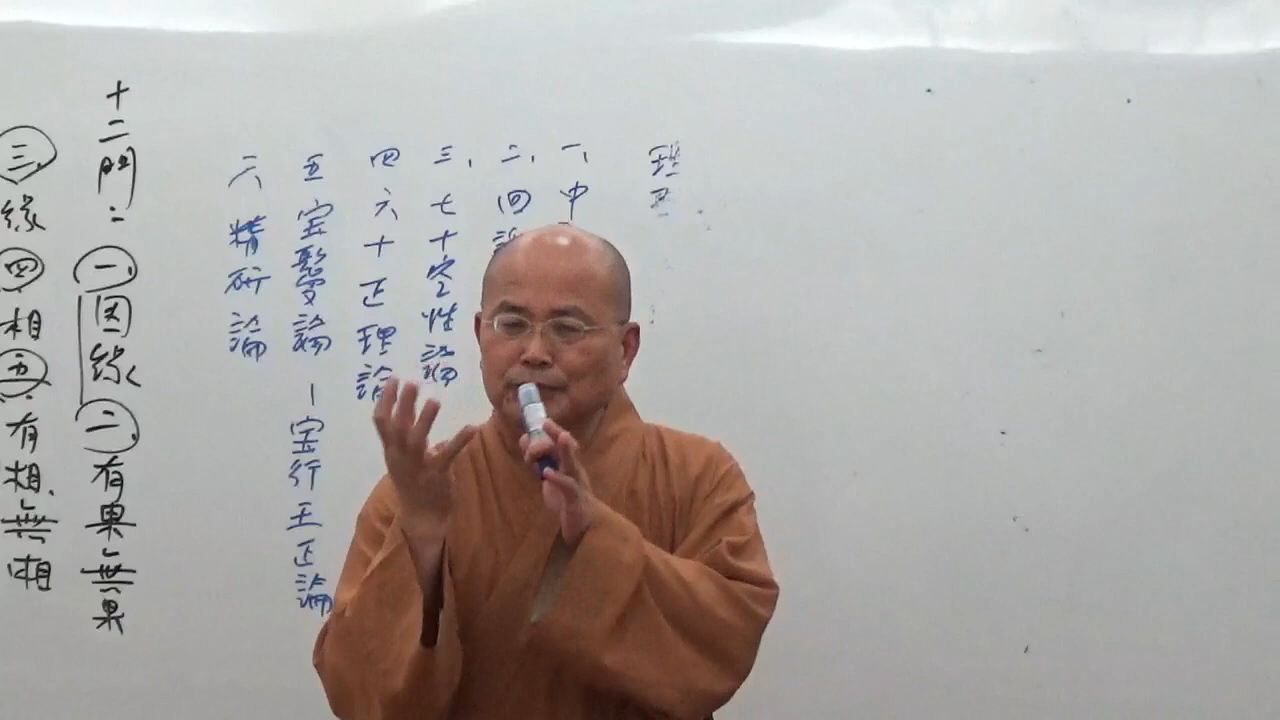 理
一、中
二、回
三、七十空性論
四 六十正理論
五 宝鬘論 — 宝行王正論
六、精研論
十二門：㊀因緣 ㊁有果無果
㊂緣 ㊃相 ㊄有相、無相